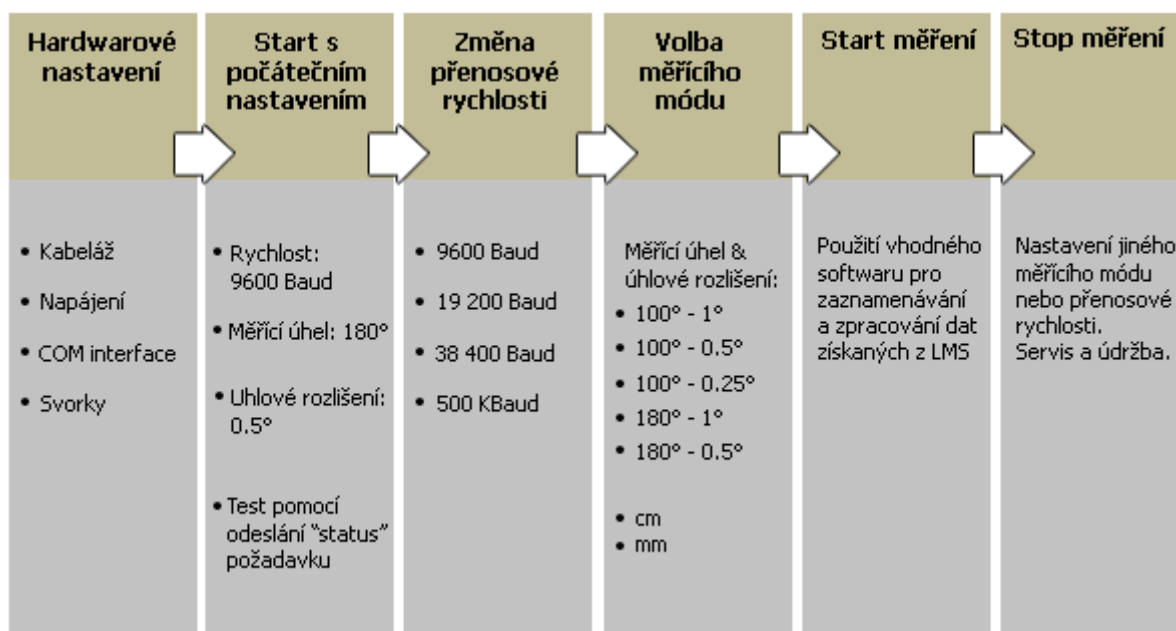 Hardwarové
nastavení
Start s
počátečním
nastavením
Změna
přenosové
rychlosti
Volba
měřícího
módu
Start měření
Stop měření
• Kabeláž
• Napájení
• COM interface
• Svorky
• Rychlost:
9600 Baud
• Měřící úhel: 180°
• Uhlové rozlišení:
0.5°
• Test pomocí
odeslání “status”
požadavku
• 9600 Baud
• 19 200 Baud
• 38 400 Baud
• 500 KBaud
Měřící úhel &
úhlové rozlišení:
• 100° - 1°
• 100° - 0.5°
• 100° - 0.25°
• 180° - 1°
• 180° - 0.5°
• cm
• mm
Použití vhodného
softwaru pro
zaznamenávání
a zpracování dat
získaných z LMS
Nastavení jiného
měřícího módu
nebo přenosové
rychlosti.
Servis a údržba.